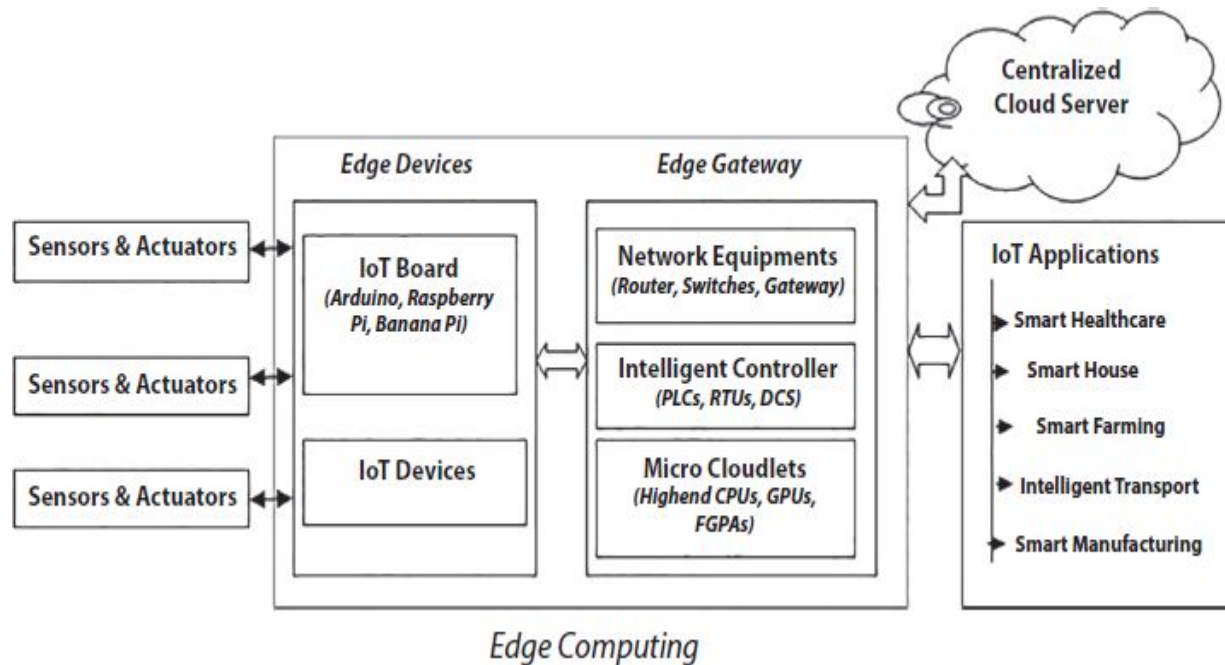 Centralized
Cloud Server
Edge Devices
Edge Gateway
Sensors & Actuators
Sensors & Actuators
Sensors & Actuators
IoT Board
(Arduino, Raspberry
Pi, Banana Pi)
IoT Devices
Network Equipments
(Router, Switches, Gateway)
Intelligent Controller
(PLCs, RTUs, DCS)
Micro Cloudlets
(Highend CPUs, GPUs,
FGPAs)
IoT Applications
Smart Healthcare
Smart House
Smart Farming
Intelligent Transport
Smart Manufacturing
Edge Computing